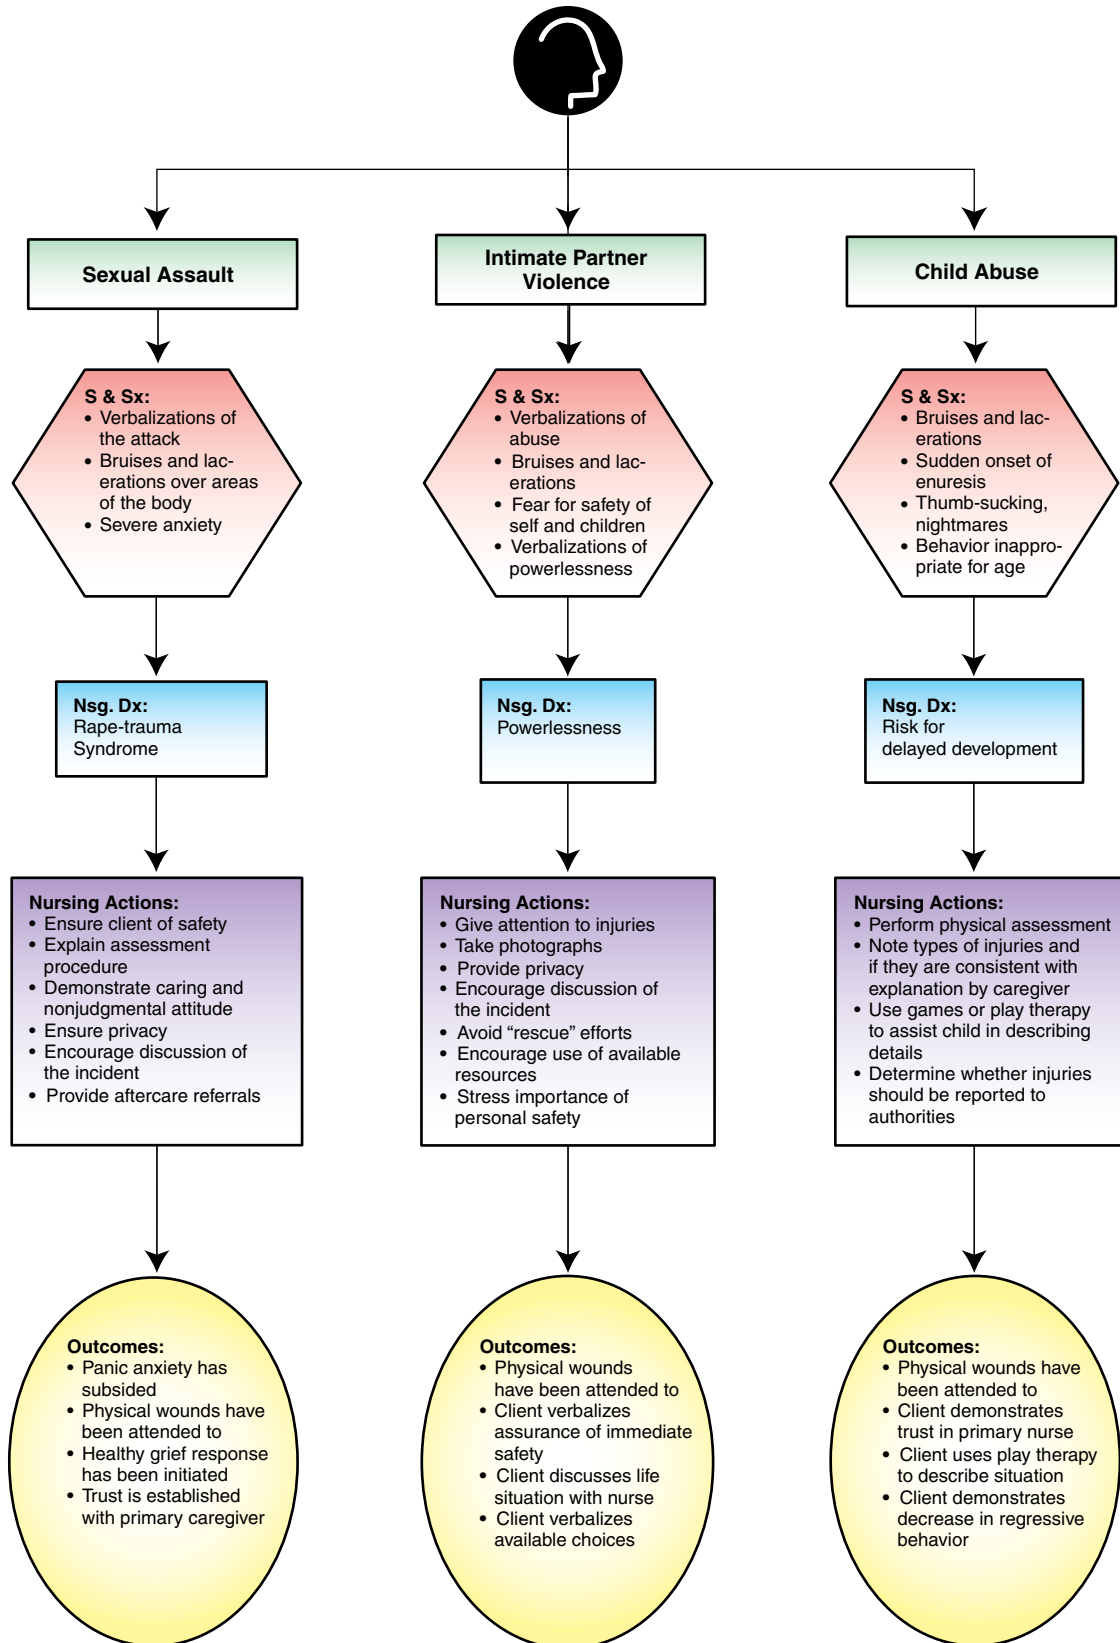 Sexual Assault
S & Sx:
• Verbalizations of
the attack
• Bruises and lac-
erations over areas
of the body
• Severe anxiety
Nsg. Dx:
Rape-trauma
Syndrome
Nursing Actions:
• Ensure client of safety
• Explain assessment
procedure
• Demonstrate caring and
nonjudgmental attitude
• Ensure privacy
• Encourage discussion of
the incident
• Provide aftercare referrals
Outcomes:
• Panic anxiety has
subsided
• Physical wounds have
been attended to
• Healthy grief response
has been initiated
• Trust is established
with primary caregiver
Intimate Partner
Violence
S & Sx:
• Verbalizations of
abuse
• Bruises and lac-
erations
• Fear for safety of
self and children
• Verbalizations of
powerlessness
Nsg. Dx:
Powerlessness
Nursing Actions:
• Give attention to injuries
• Take photographs
• Provide privacy
• Encourage discussion of
the incident
• Avoid “rescue” efforts
• Encourage use of available
resources
• Stress importance of
personal safety
Outcomes:
• Physical wounds
have been attended to
• Client verbalizes
assurance of immediate
safety
• Client discusses life
situation with nurse
• Client verbalizes
available choices
Child Abuse
S & Sx:
• Bruises and lac-
erations
• Sudden onset of
enuresis
• Thumb-sucking,
nightmares
• Behavior inappro-
priate for age
Nsg. Dx:
Risk for
delayed development
Nursing Actions:
• Perform physical assessment
• Note types of injuries and
if they are consistent with
explanation by caregiver
• Use games or play therapy
to assist child in describing
details
• Determine whether injuries
should be reported to
authorities
Outcomes:
• Physical wounds have
been attended to
• Client demonstrates
trust in primary nurse
• Client uses play therapy
to describe situation
• Client demonstrates
decrease in regressive
behavior